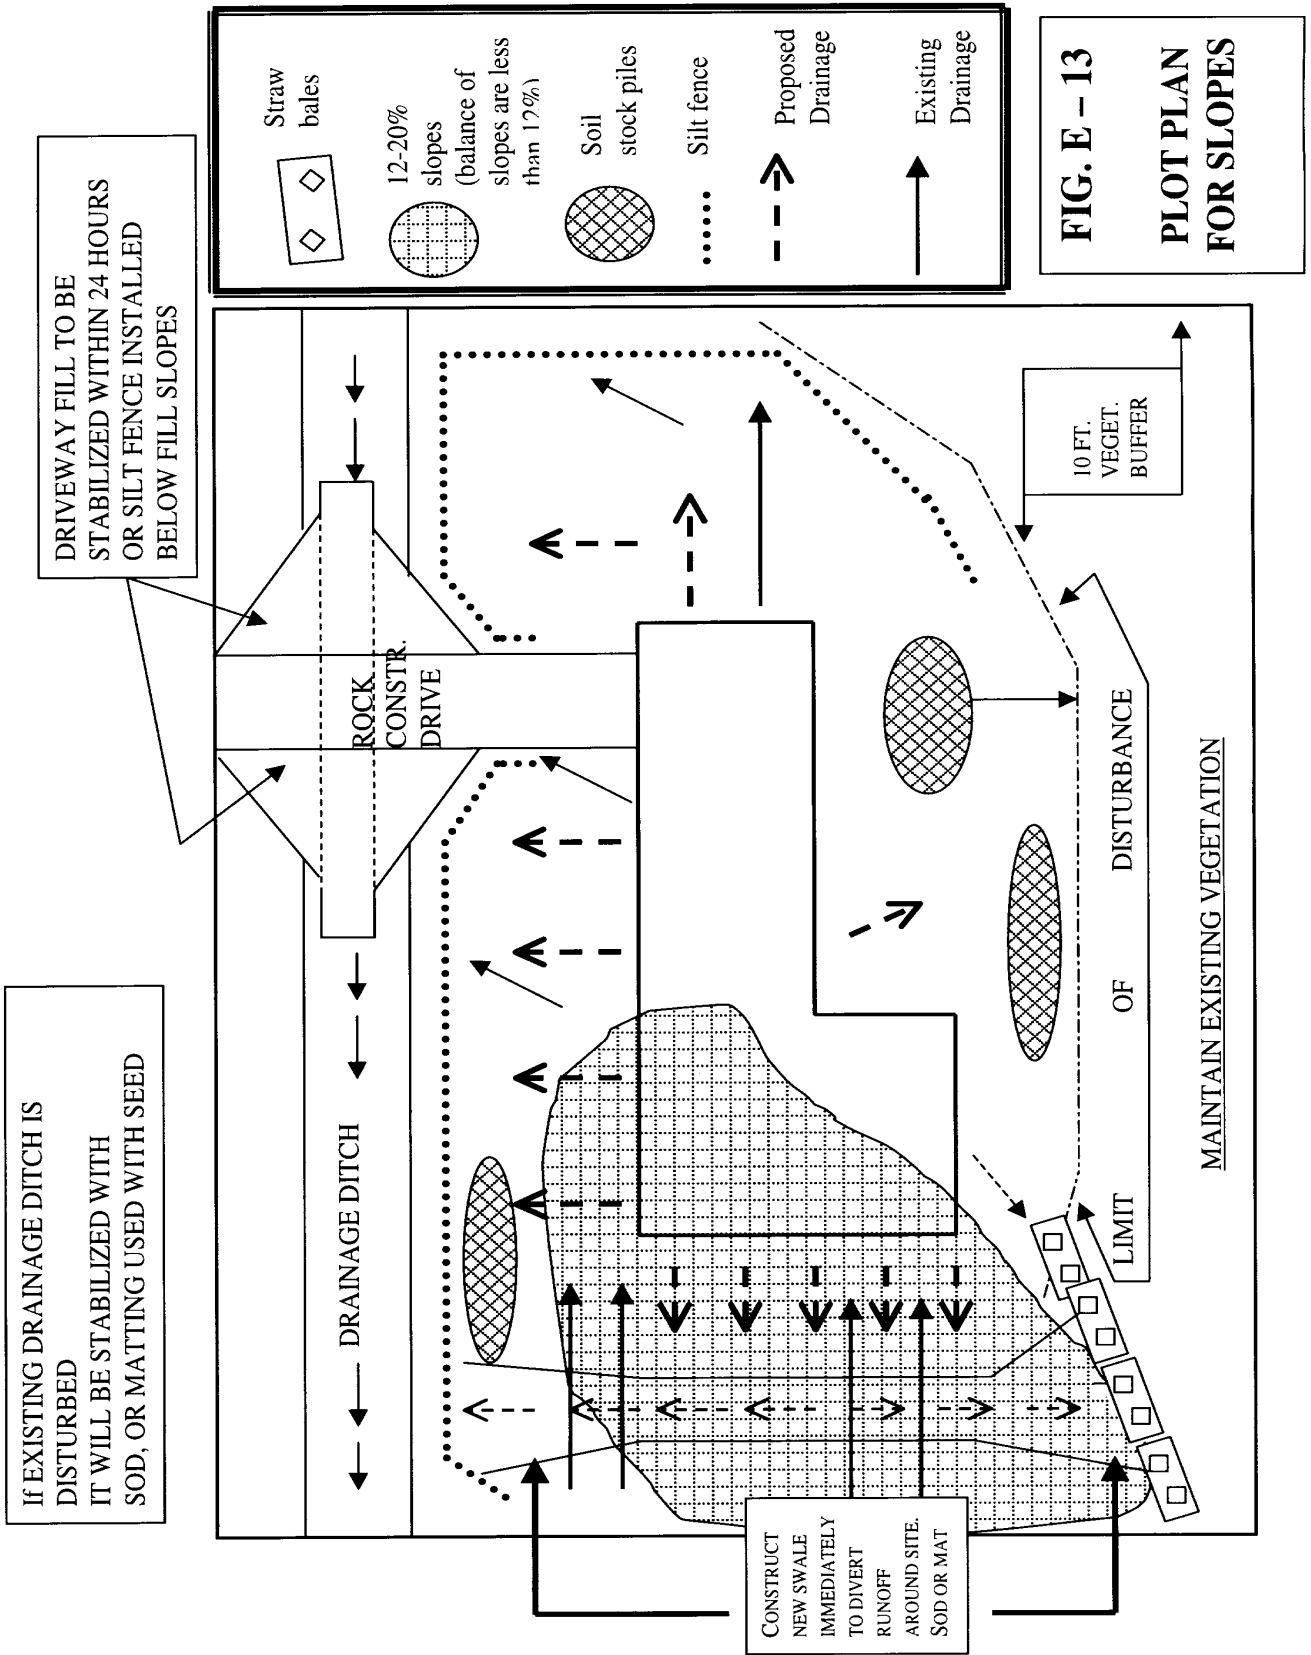 If EXISTING DRAINAGE DITCH IS
DISTURBED
IT WILL BE STABILIZED WITH
SOD, OR MATTING USED WITH SEED
DRIVEWAY FILL TO BE
STABILIZED WITHIN 24 HOURS
OR SILT FENCE INSTALLED
BELOW FILL SLOPES
DRAINAGE DITCH
ROCK
CONSTR.
DRIVE
CONSTRUCT
NEW SWALE
IMMEDIATELY
TO DIVERT
RUNOFF
AROUND SITE.
SOD OR MAT
10 FT.
VEGET.
BUFFER
LIMIT OF DISTURBANCE
MAINTAIN EXISTING VEGETATION
Straw
bales
12-20%
slopes
(balance of
slopes are less
than 12%)
Soil
stock piles
Silt fence
Proposed
Drainage
Existing
Drainage
FIG. E – 13
PLOT PLAN
FOR SLOPES